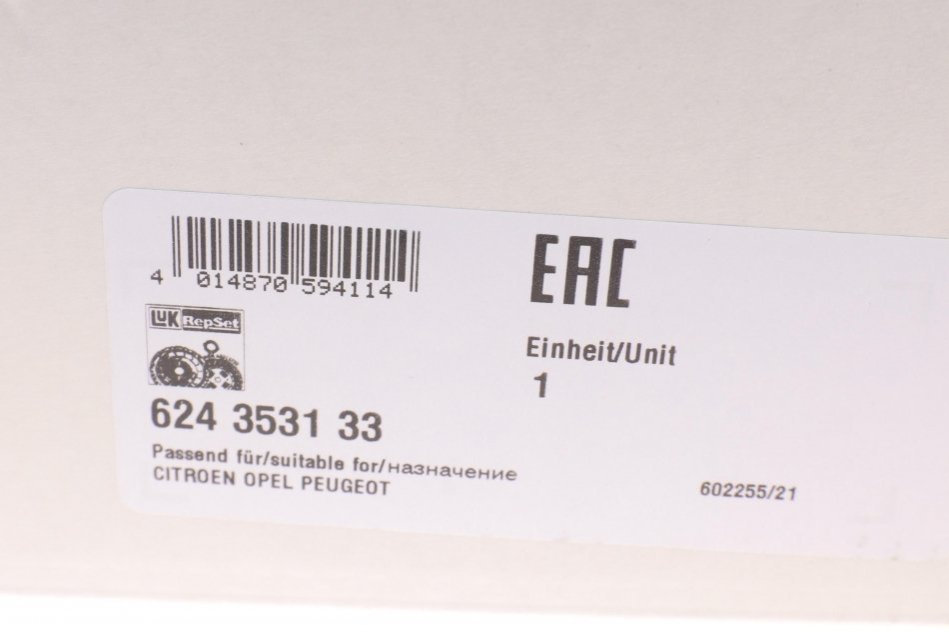 4 014870 594114
EAC
LuK RepSet
Einheit/Unit
1
624 3531 33
Passend für/suitable for/назначение
CITROEN OPEL PEUGEOT
602255/21